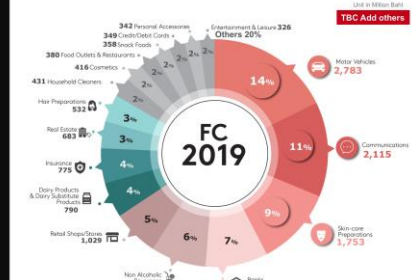 Unit in Million Baht
TBC Add others
342 Personal Accessories
Entertainment & Leisure 326
349 Credit/Debit Cards
Others 20%
358 Snack Foods
380 Food Outlets & Restaurants
416 Cosmetics
431 Household Cleaners
2%
2%
2%
2%
2%
2%
2%
14%
Motor Vehicles
2,783
Hair Preparations
532
3%
Real Estate
683
3%
FC
2019
11%
Communications
2,115
Insurance
775
4%
Dairy Products
& Dairy Substitute
Products
790
4%
9%
Skin-care
Preparations
1,753
Retail Shops/Stores
1,029
5%
6%
7%
Non Alcoholic